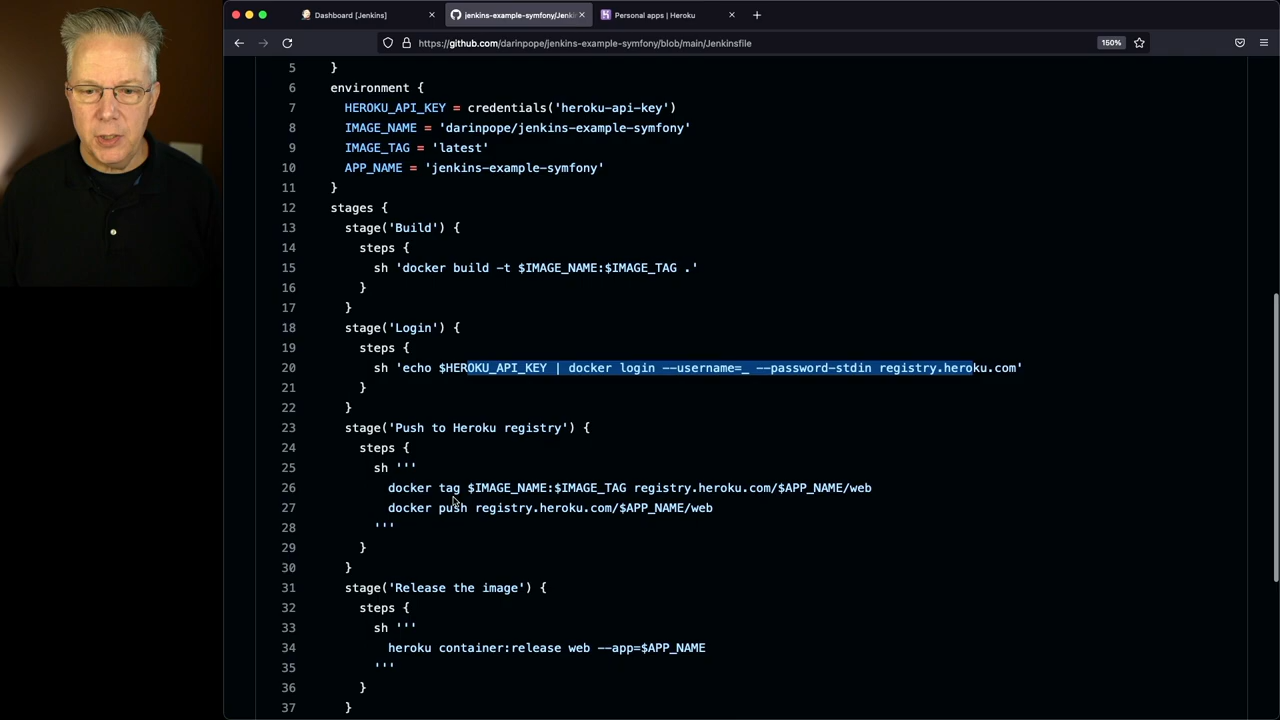 Dashboard [Jenkins]
jenkins-example-symfony/Jenki
Personal apps | Heroku
https://github.com/darinpope/jenkins-example-symfony/blob/main/Jenkinsfile
150%
5 }
6 environment {
7 HEROKU_API_KEY = credentials('heroku-api-key')
8 IMAGE_NAME = 'darinpope/jenkins-example-symfony'
9 IMAGE_TAG = 'latest'
10 APP_NAME = 'jenkins-example-symfony'
11 }
12 stages {
13 stage('Build') {
14 steps {
15 sh 'docker build -t $IMAGE_NAME:$IMAGE_TAG .'
16 }
17 }
18 stage('Login') {
19 steps {
20 sh 'echo $HEROKU_API_KEY | docker login --username=_ --password-stdin registry.heroku.com'
21 }
22 }
23 stage('Push to Heroku registry') {
24 steps {
25 sh '''
26 docker tag $IMAGE_NAME:$IMAGE_TAG registry.heroku.com/$APP_NAME/web
27 docker push registry.heroku.com/$APP_NAME/web
28 '''
29 }
30 }
31 stage('Release the image') {
32 steps {
33 sh '''
34 heroku container:release web --app=$APP_NAME
35 '''
36 }
37 }